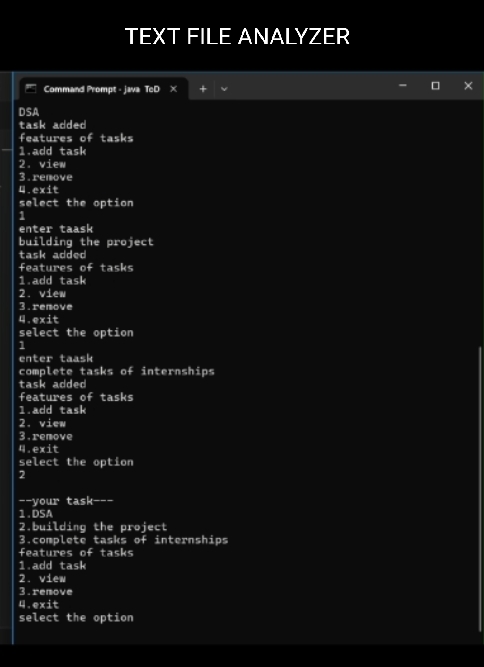 TEXT FILE ANALYZER
Command Prompt - java ToD
DSA
task added
features of tasks
1.add task
2. view
3.remove
4.exit
select the option
1
enter taask
building the project
task added
features of tasks
1.add task
2. view
3.remove
4.exit
select the option
1
enter taask
complete tasks of internships
task added
features of tasks
1.add task
2. view
3.remove
4.exit
select the option
2
--your task---
1.DSA
2.building the project
3.complete tasks of internships
features of tasks
1.add task
2. view
3.remove
4.exit
select the option